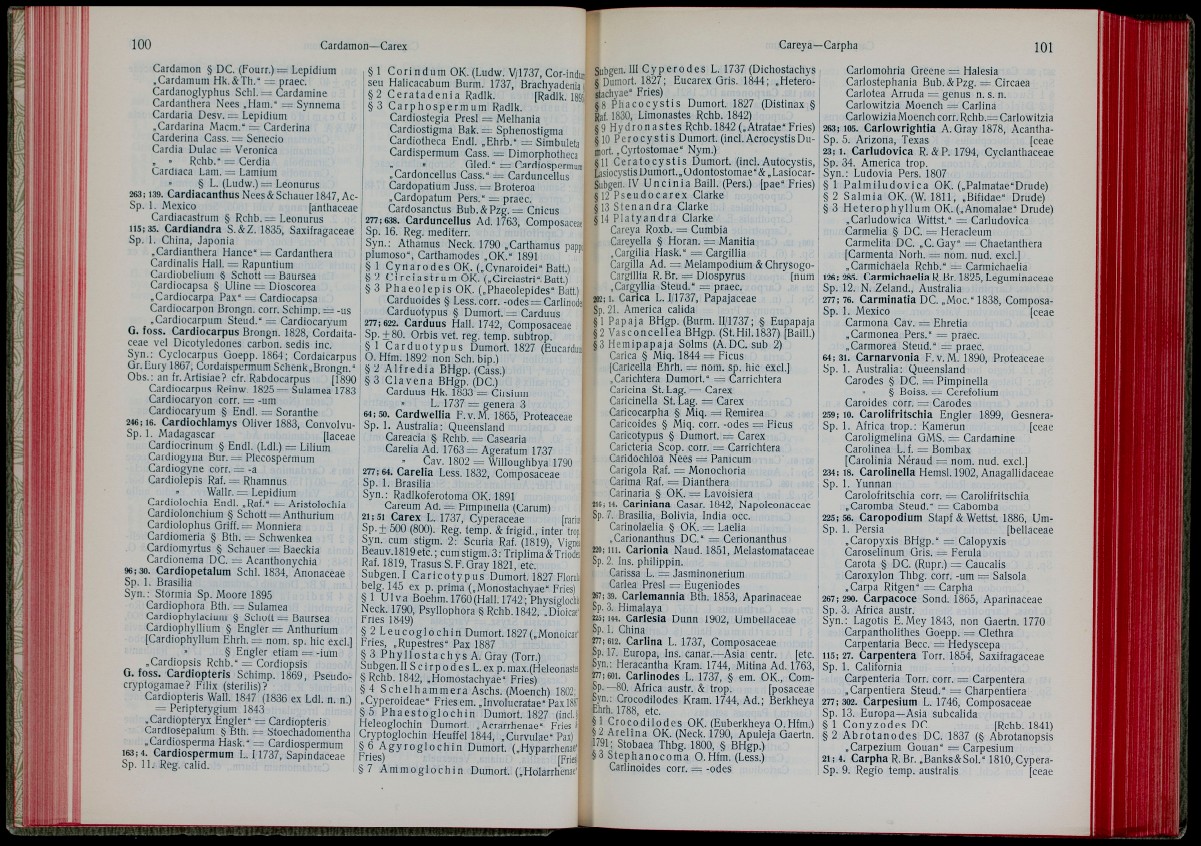 100
Cardamon—Carex
Cardamon § DC. (Fourr.) = Lepidium
„Cardamum Hk. & Th.“ = praec.
Cardanoglyphus Schl. = Cardamine
Cardanthera Nees „Ham.“ = Synnema
Cardaria Desv. = Lepidium
„Cardarina Macm.“ = Carderina
Carderina Cass. = Senecio
Cardia Dulac = Veronica
„ „ Rchb.“ = Cerdia
Cardiaca Lam. = Lamium
„ § L. (Ludw.) = Leonurus
263; 139. Cardiacanthus Nees & Schauer 1847, Ac-
Sp. 1. Mexico [anthaceae
Cardiacastrum § Rchb. = Leonurus
115; 35. Cardiandra S. & Z. 1835, Saxifragaceae
Sp. 1. China, Japonia
„Cardianthera Hance“ = Cardanthera
Cardinalis Hall. = Rapuntium
Cardiobelium § Schott = Baursea
Cardiocapsa § Uline = Dioscorea
„Cardiocarpa Pax“ = Cardiocapsa
Cardiocarpon Brongn. corr. Schimp. = -us
„Cardiocarpum Steud.“ = Cardiocaryum
G. foss. Cardiocarpus Brongn. 1828, Cordaita-
ceae vel Dicotyledones carbon. sedis inc.
Syn.: Cyclocarpus Goepp. 1864; Cordaicarpus
Gr. Eury 1867; Cordaispermum Schenk „Brongn.“
Obs.: an fr. Artisiae? cfr. Rabdocarpus [1890
Cardiocarpus Reinw. 1825 = Sulamea 1783
Cardiocaryon corr. = -um
Cardiocaryum § Endl. = Soranthe
246; 16. Cardiochlamys Oliver 1883, Convolvu-
Sp. 1. Madagascar [laceae
Cardiocrinum § Endl. (Ldl.) = Lilium
Cardiogyna Bur. = Plecospermum
Cardiogyne corr. = -a
Cardiolepis Raf. = Rhamnus
„ Wallr. = Lepidium
Cardiolochia Endl. „Raf.“ = Aristolochia
Cardiolonchium § Schott = Anthurium
Cardiolophus Griff. = Monniera
Cardiomeria § Bth. = Schwenkea
Cardiomyrtus § Schauer = Baeckia
Cardionema DC. = Acanthonychia
96; 30. Cardiopetalum Schl. 1834, Anonaceae
Sp. 1. Brasilia
Syn.: Stormia Sp. Moore 1895
Cardiophora Bth. = Sulamea
Cardiophylacium § Schott = Baursea
Cardiophyllium § Engler = Anthurium
[Cardiophyllum Ehrh. = nom. sp. hic excl.]
„ § Engler etiam = -ium
„Cardiopsis Rchb.“ = Cordiopsis
G. foss. Cardiopteris Schimp. 1869, Pseudo-
cryptogamae? Filix (sterilis)?
Cardiopteris Wall. 1847 (1836 ex Ldl. n. n.)
= Peripterygium 1843
„Cardiopteryx Engler“ = Cardiopteris
Cardiosepalum § Bth. = Stoechadomentha
„Cardiosperma Hask.“ = Cardiospermum
163; 4. Cardiospermum L. I 1737, Sapindaceae
Sp. 11. Reg. calid.
§ 1 Corindum OK. (Ludw. V|1737, Cor-indum
seu Halicacabum Burm. 1737, Brachyadenia
§ 2 Ceratadenia Radlk. [Radlk. 189
§ 3 Carphospermum Radlk.
Cardiostegia Presl = Melhania
Cardiostigma Bak. = Sphenostigma
Cardiotheca Endl. „Ehrb.“ = Simbuleta
Cardispermum Cass. = Dimorphotheca
„ „ Gled.“ = Cardiospermum
„Cardoncellus Cass.“ = Carduncellus
Cardopatium Juss. = Broteroa
„Cardopatum Pers.“ = praec.
Cardosanctus Bub. & Pzg. = Cnicus
277; 638. Carduncellus Ad. 1763, Compositaceae
Sp. 16. Reg. mediterr.
Syn.: Athamus Neck. 1790 „Carthamus papp
plumoso“, Carthamodes „OK.“ 1891
§ 1 Cynarodes OK. („Cynaroidei“ Batt.)
§ 2 Circiastrum OK. („Circiastri“ Batt.)
§ 3 Phaeolepis OK. („Phaeolepides“ Batt.)
Carduoides § Less. corr. -odes = Carlinodes
Carduotypus § Dumort. = Carduus
277; 622. Carduus Hall. 1742, Composaceae
Sp. ± 80. Orbis vet. reg. temp. subtrop.
§ 1 Carduotypus Dumort. 1827 (Eucarduus
O. Hfm. 1892 non Sch. bip.)
§ 2 Alfredia BHgp. (Cass.)
§ 3 Clavena BHgp. (DC.)
Carduus Hk. 1833 = Cirsium
„ L. 1737 = genera 3
64; 50. Cardwellia F. v. M. 1865, Proteaceae
Sp. 1. Australia: Queensland
Careacia § Rchb. = Casearia
Carelia Ad. 1763 = Ageratum 1737
„ Cav. 1802 = Willoughbya 1790
277; 64. Carelia Less. 1832, Composaceae
Sp. 1. Brasilia
Syn.: Radlkoferotoma OK. 1891
Careum Ad. = Pimpinella (Carum)
21; 51 Carex L. 1737, Cyperaceae
Sp. ± 500 (800). Reg. temp. & frigid., inter trop
Syn. cum stigm. 2: Scuria Raf. (1819), Vignea
Beauv. 1819 etc.; cum stigm. 3: Triplima & Triodex
Raf. 1819, Trasus S. F. Gray 1821, etc.
Subgen. I Caricotypus Dumort. 1827 Florula
belg. 145 ex p. prima („Monostachyae“ Fries)
§ 1 Ulva Boehm. 1760 (Hall. 1742; Physiglochis
Neck. 1790, Psyllophora § Rchb. 1842, „Dioicae“
Fries 1849)
§ 2 Leucoglochin Dumort. 1827 („Monoicae“
Fries, „Rupestres“ Pax 1887
§ 3 Phyllostachys A. Gray (Torr.)
Subgen. II Scirpodes L. ex p. max. (Heleonastes
§ Rchb. 1842, „Homostachyae“ Fries)
§ 4 Schelhammera Aschs. (Moench) 1802;
„Cyperoideae“ Fries em. „Involucratae“ Pax 1887
§ 5 Phaestoglochin Dumort. 1827 (incl.
Heleoglochin Dumort. „Acrarrhenae“ Fries
Cryptoglochin Heuffel 1844, „Curvulae“ Pax)
§ 6 Agyroglochin Dumort. („Hyparrhenae“
Fries) [Fries
§ 7 Ammoglochin Dumort. („Holarrhenae“
Careya—Carpha
101
Subgen. III Cyperodes L. 1737 (Dichostachys
§ Dumort. 1827; Eucarex Gris. 1844; „Hetero-
stachyae“ Fries)
§ 8 Phacocystis Dumort. 1827 (Distinax §
Raf. 1830, Limonastes Rchb. 1842)
§ 9 Hydronastes Rchb. 1842 („Atratae“ Fries)
§ 10 Perocystis Dumort. (incl. Acrocystis Du-
mort. „Cyrtostomae“ Nym.)
§ 11 Ceratocystis Dumort. (incl. Autocystis,
Lasiocystis Dumort., „Odontostomae“ & „Lasiocar-
Subgen. IV Uncinia Baill. (Pers.) [pae“ Fries)
§ 12 Pseudocarex Clarke
§ 13 Stenandra Clarke
§ 14 Platyandra Clarke
Careya Roxb. = Cumbia
Careyella § Horan. = Manitia
„Cargilia Hask.“ = Cargillia
Cargilla Ad. = Melampodium & Chrysogo-
Cargillia R. Br. = Diospyrus [num
„Cargyllia Steud.“ = praec.
202; 1. Carica L. I|1737, Papajaceae
Sp. 21. America calida
§ 1 Papaja BHgp. (Burm. II/1737; § Eupapaja
§ 2 Vasconcellea BHgp. (St. Hil. 1837) [Baill.)
§ 3 Hemipapaja Solms (A. DC. sub 2)
Carica § Miq. 1844 = Ficus
[Caricella Ehrh. = nom. sp. hic excl.]
„Carichtera Dumort.“ = Carrichtera
Caricina St. Lag. = Carex
Caricinella St. Lag. = Carex
Caricocarpha § Miq. = Remirea
Caricoides § Miq. corr. -odes = Ficus
Caricotypus § Dumort. = Carex
Caricteria Scop. corr. = Carrichtera
Caridochloa Nees = Panicum
Carigola Raf. = Monochoria
Carima Raf. = Dianthera
Carinaria § OK. = Lavoisiera
216; 14. Cariniana Casar. 1842, Napoleonaceae
Sp. 7. Brasilia, Bolivia, India occ.
Carinolaelia § OK. = Laelia
„Carionanthus DC.“ = Cerionanthus
220; 111. Carionia Naud. 1851, Melastomataceae
Sp. 2. Ins. philippin.
Carissa L. = Jasminonerium
Carlea Presl = Eugeniodes
267; 39. Carlemannia Bth. 1853, Aparinaceae
Sp. 3. Himalaya
225; 144. Carlesia Dunn 1902, Umbellaceae
Sp. 1. China
277; 612. Carlina L. 1737, Composaceae
Sp. 17. Europa, Ins. canar.—Asia centr. [etc.
Syn.: Heracantha Kram. 1744, Mitina Ad. 1763,
277; 601. Carlinodes L. 1737, § em. OK., Com-
Sp. —80. Africa austr. & trop. [posaceae
Syn.: Crocodilodes Kram. 1744, Ad.; Berkheya
Ehrh. 1788, etc.
§ 1 Crocodilodes OK. (Euberkheya O. Hfm.)
§ 2 Arelina OK. (Neck. 1790, Apuleja Gaertn.
1791; Stobaea Thbg. 1800, § BHgp.)
§ 3 Stephanocoma O. Hfm. (Less.)
Carlinoides corr. = -odes
Carlomohria Greene = Halesia
Carlostephania Bub. & Pzg. = Circaea
Carlotea Arruda = genus n. s. n.
Carlowitzia Moench = Carlina
Carlowizia Moench corr. Rchb. = Carlowitzia
263; 105. Carlowrightia A. Gray 1878, Acantha-
Sp. 5. Arizona, Texas [ceae
23; 1. Carludovica R. & P. 1794, Cyclanthaceae
Sp. 34. America trop.
Syn.: Ludovia Pers. 1807
§ 1 Palmiludovica OK. („Palmatae“ Drude)
§ 2 Salmia OK. (W. 1811; „Bifidae“ Drude)
§ 3 Heterophyllum OK. („Anomalae“ Drude)
„Carludowica Wittst.“ = Carludovica
Carmelia § DC. = Heracleum
Carmelita DC. „C. Gay“ = Chaetanthera
[Carmenta Norh. = nom. nud. excl.]
„Carmichaela Rchb.“ = Carmichaelia
126; 285. Carmichaelia R. Br. 1825, Leguminaceae
Sp. 12. N. Zeland., Australia
277; 76. Carminatia DC. „Moc.“ 1838, Composa-
Sp. 1. Mexico [ceae
Carmona Cav. = Ehretia
„Carmonea Pers.“ = praec.
„Carmorea Steud.“ = praec.
64; 31. Carnarvonia F. v. M. 1890, Proteaceae
Sp. 1. Australia: Queensland
Carodes § DC. = Pimpinella
„ § Boiss. = Cerefolium
Caroides corr. = Carodes
259; 10. Carolifritschia Engler 1899, Gesnera-
Sp. 1. Africa trop.: Kamerun [ceae
Caroligmelina GMS. = Cardamine
Carolinea L. f. = Bombax
[Carolinia Néraud = nom. nud. excl.]
234; 18. Carolinella Hemsl. 1902, Anagallidaceae
Sp. 1. Yunnan
Carolofritschia corr. = Carolifritschia
„Caromba Steud.“ = Cabomba
225; 56. Caropodium Stapf & Wettst. 1886, Um-
Sp. 1. Persia [bellaceae
„Caropyxis BHgp.“ = Calopyxis
Caroselinum Gris. = Ferula
Carota § DC. (Rupr.) = Caucalis
Caroxylon Thbg. corr. -um = Salsola
„Carpa Ritgen“ = Carpha
267; 290. Carpacoce Sond. 1865, Aparinaceae
Sp. 3. Africa austr.
Syn.: Lagotis E. Mey 1843, non Gaertn. 1770
Carpantholithes Goepp. = Clethra
Carpentaria Becc. = Hedyscepa
115; 27. Carpentera Torr. 1854, Saxifragaceae
Sp. 1. California
Carpenteria Torr. corr. = Carpentera
„Carpentiera Steud.“ = Charpentiera
277; 302. Carpesium L. 1746, Composaceae
Sp. 13. Europa—Asia subcalida
§ 1 Conyzodes DC. [Rchb. 1841)
§ 2 Abrotanodes DC. 1837 (§ Abrotanopsis
„Carpezium Gouan“ = Carpesium
21; 4. Carpha R. Br. „Banks & Sol.“ 1810, Cypera-
Sp. 9. Regio temp. australis [ceae